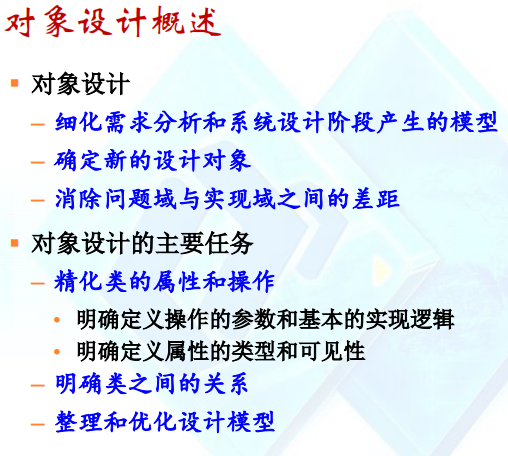 对象设计概述
▪ 对象设计
– 细化需求分析和系统设计阶段产生的模型
– 确定新的设计对象
– 消除问题域与实现域之间的差距
▪ 对象设计的主要任务
– 精化类的属性和操作
• 明确定义操作的参数和基本的实现逻辑
• 明确定义属性的类型和可见性
– 明确类之间的关系
– 整理和优化设计模型